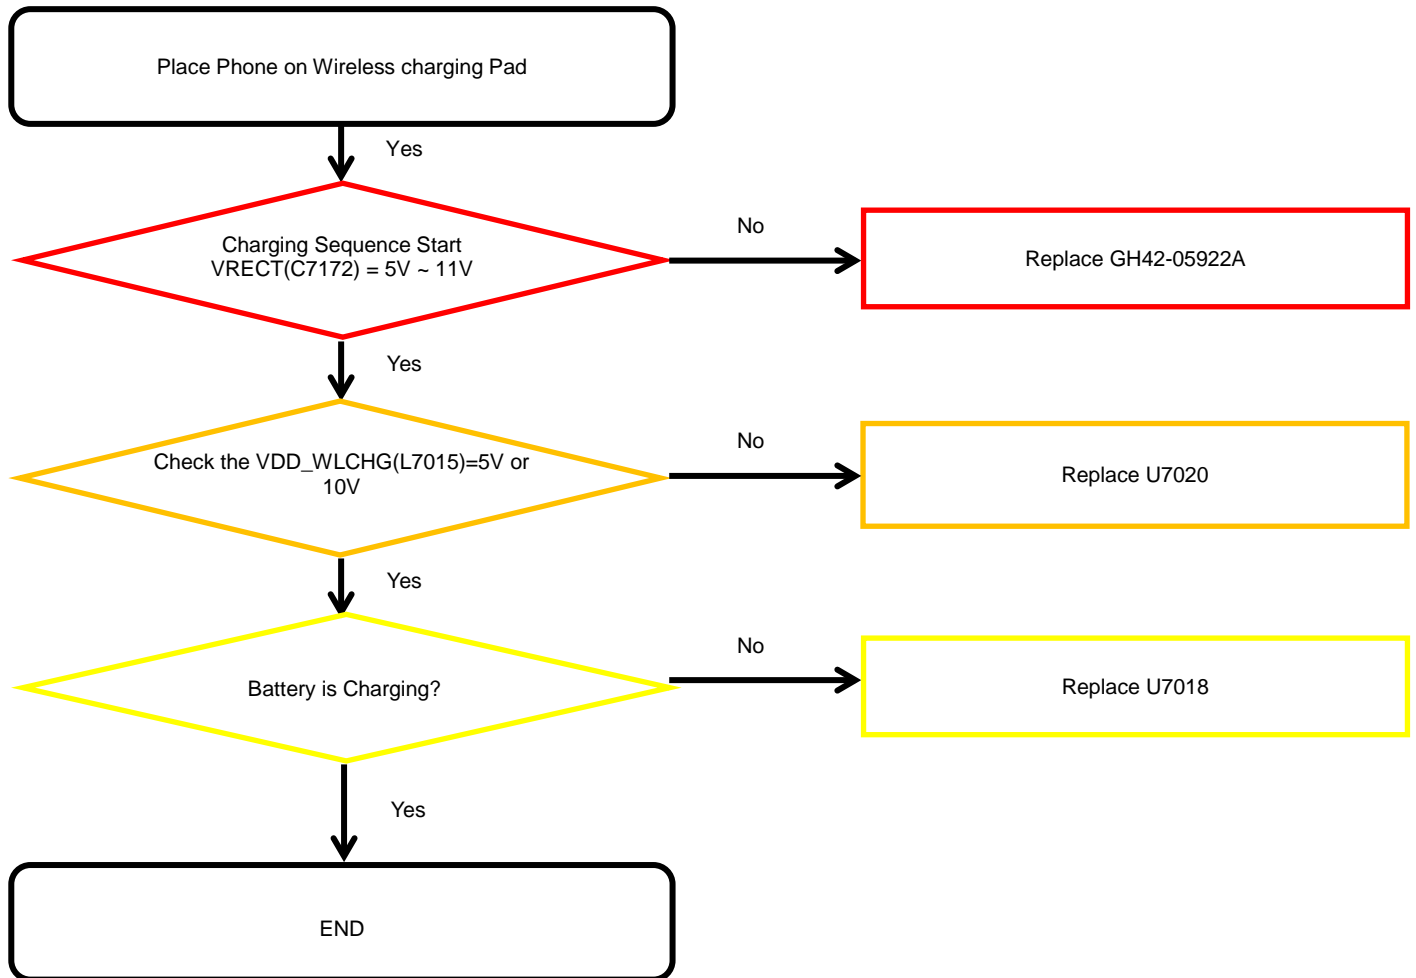 Place Phone on Wireless charging Pad
Yes
Charging Sequence Start
VRECT(C7172) = 5V ~ 11V
No
Replace GH42-05922A
Yes
Check the VDD_WLCHG(L7015)=5V or
10V
No
Replace U7020
Yes
Battery is Charging?
No
Replace U7018
Yes
END